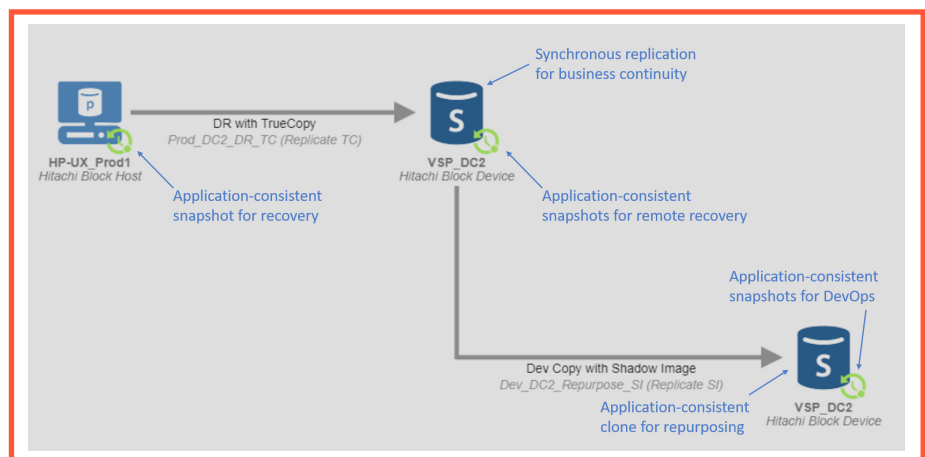 Synchronous replication
for business continuity
p
DR with TrueCopy
Prod_DC2_DR_TC (Replicate TC)
S
HP-UX_Prod1
Hitachi Block Host
VSP_DC2
Hitachi Block Device
Application-consistent
snapshot for recovery
Application-consistent
snapshots for remote recovery
Application-consistent
snapshots for DevOps
Dev Copy with Shadow Image
Dev_DC2_Repurpose_SI (Replicate SI)
S
Application-consistent
clone for repurposing
VSP_DC2
Hitachi Block Device